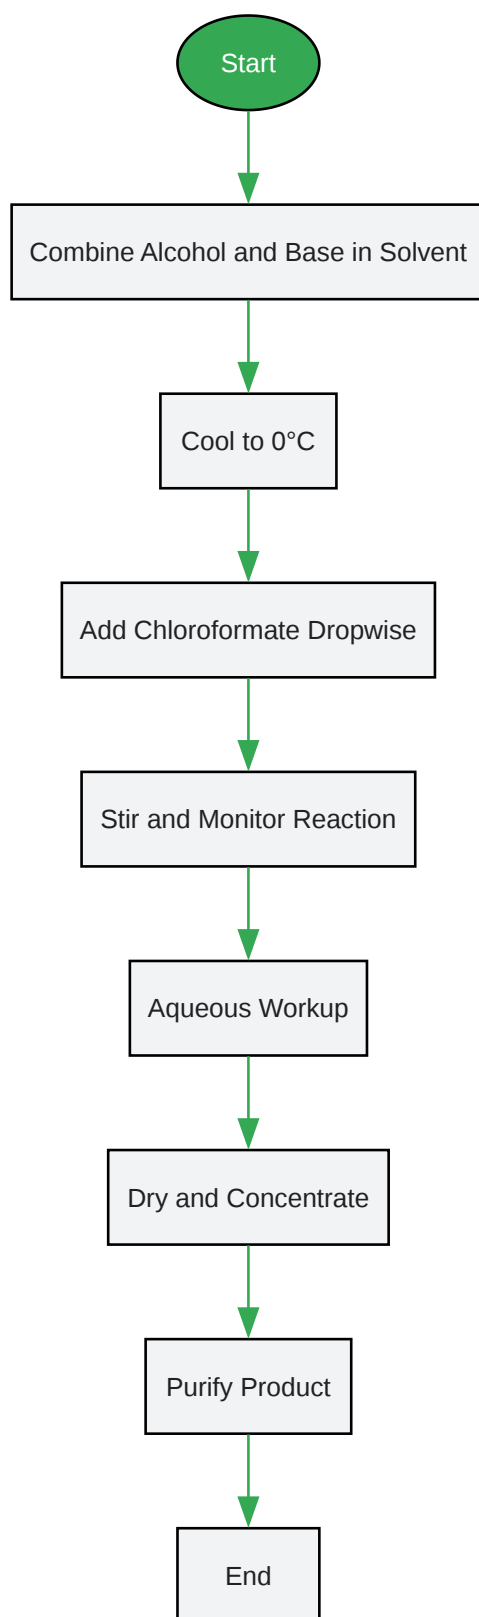 Start
Combine Alcohol and Base in Solvent
Cool to 0°C
Add Chloroformate Dropwise
Stir and Monitor Reaction
Aqueous Workup
Dry and Concentrate
Purify Product
End